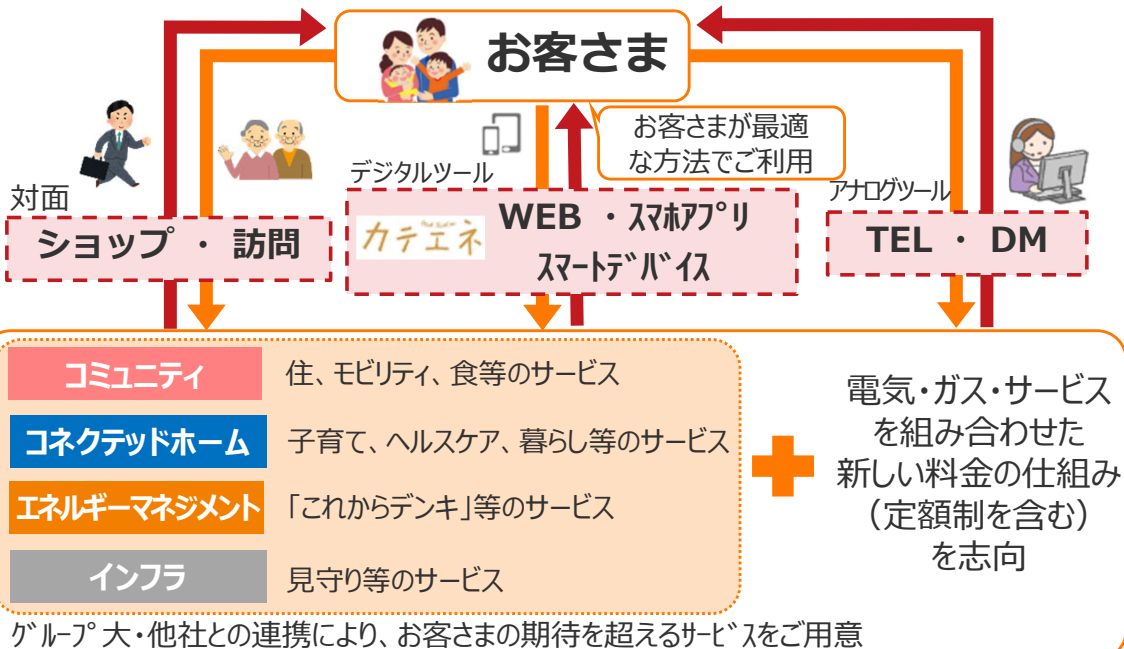 お客さま
お客さまが最適
な方法でご利用
対面
ショップ ・ 訪問
デジタルツール
カテエネ
WEB ・ スマホアプリ
スマートデバイス
アナログツール
TEL ・ DM
コミュニティ 住、モビリティ、食等のサービス
コネクテッドホーム 子育て、ヘルスケア、暮らし等のサービス
エネルギーマネジメント 「これからデンキ」等のサービス
インフラ 見守り等のサービス
電気・ガス・サービス
を組み合わせた
新しい料金の仕組み
（定額制を含む）
を志向
グループ大・他社との連携により、お客さまの期待を超えるサービスをご用意